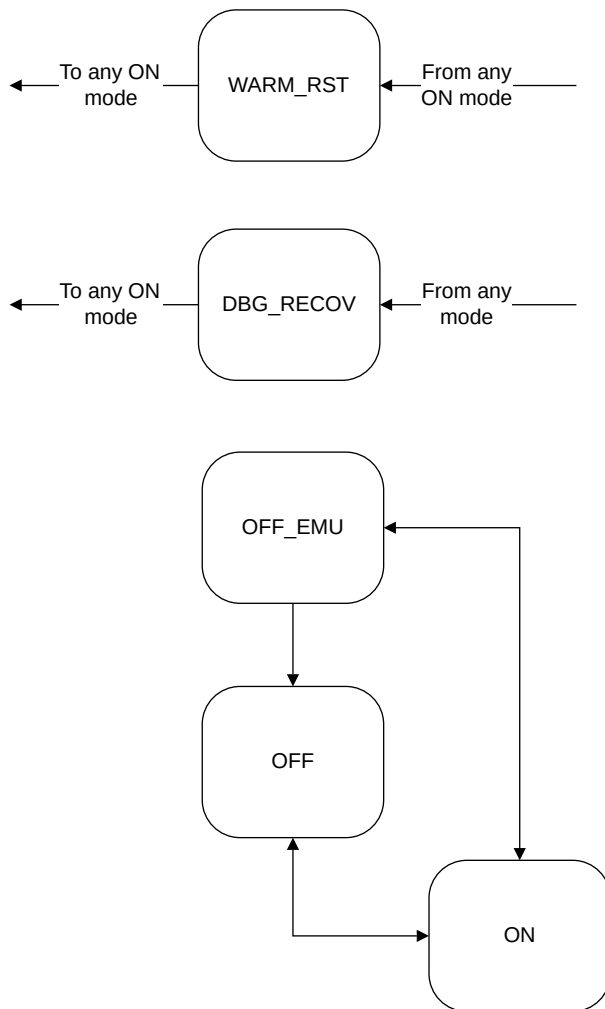 To any ON
mode
WARM_RST
From any
ON mode
To any ON
mode
DBG_RECOV
From any
mode
OFF_EMU
OFF
ON